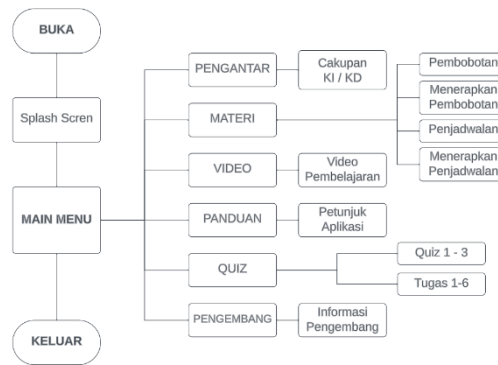 BUKA
Splash Scren
MAIN MENU
KELUAR
PENGANTAR
Cakupan
KI / KD
MATERI
Pembobotan
Menerapkan
Pembobotan
Penjadwalan
Menerapkan
Penjadwalan
VIDEO
Video
Pembelajaran
PANDUAN
Petunjuk
Aplikasi
QUIZ
Quiz 1 - 3
Tugas 1-6
PENGEMBANG
Informasi
Pengembang